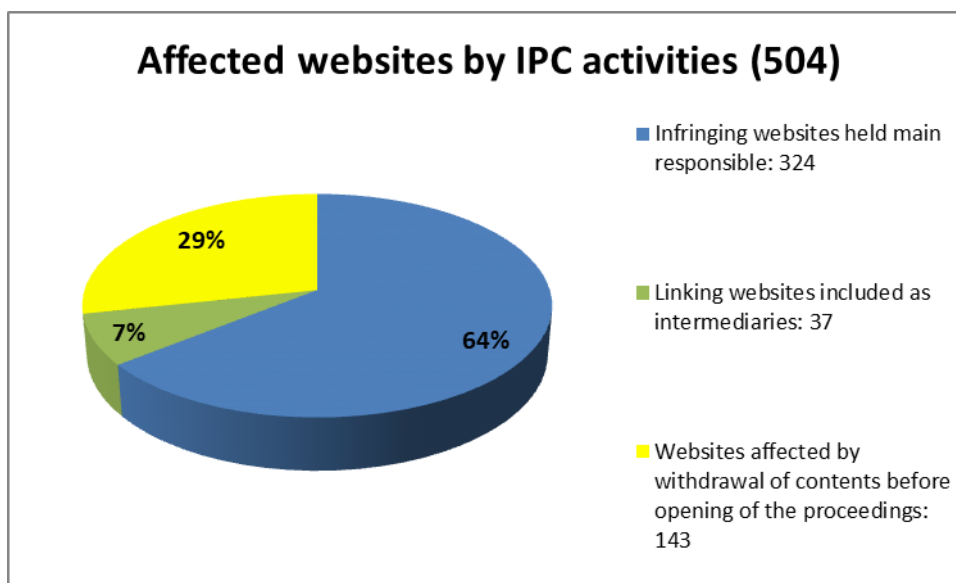 Affected websites by IPC activities (504)
Infringing websites held main
responsible: 324
29%
Linking websites included as
intermediaries: 37
7%
64%
Websites affected by
withdrawal of contents before
opening of the proceedings:
143